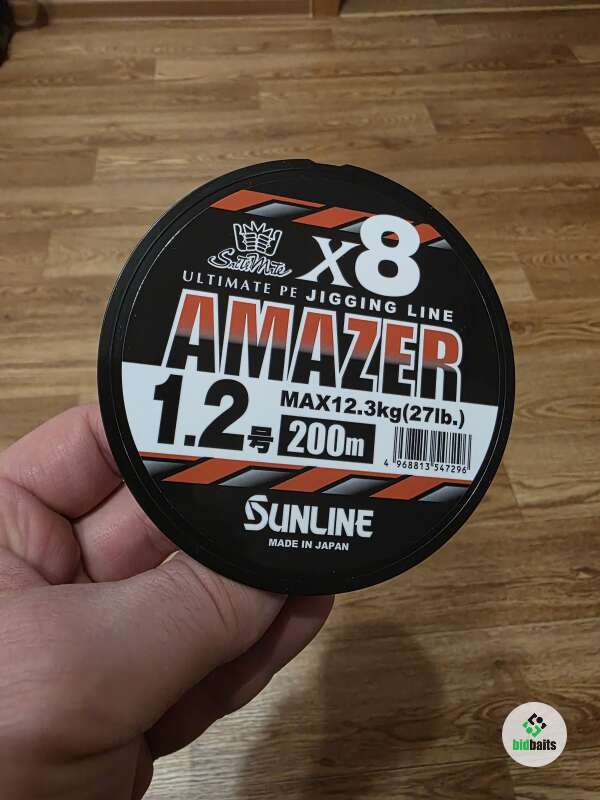 SaltiMate
X8
ULTIMATE PE JIGGING LINE
AMAZER
1.2号 200m
MAX12.3kg(27lb.)
4 968813 547296
SUNLINE
MADE IN JAPAN
bidbaits